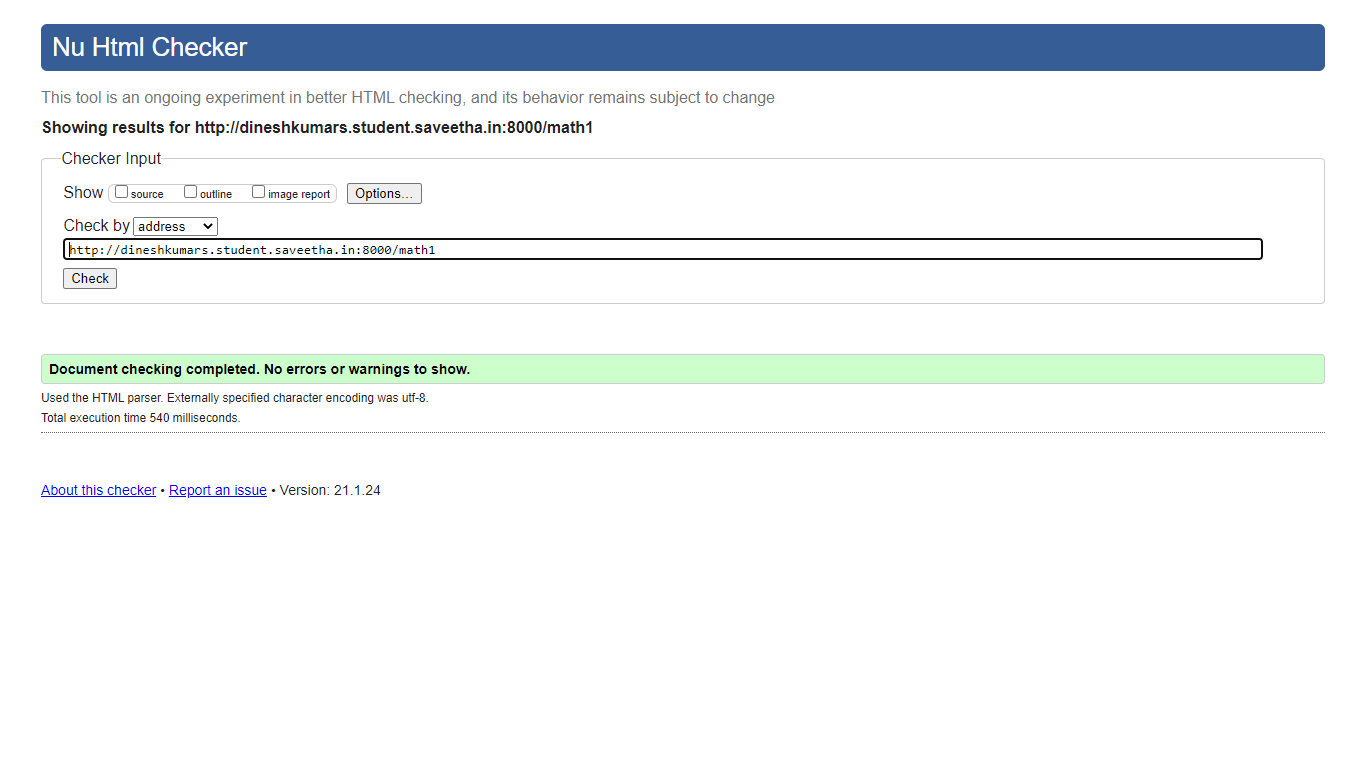 Nu Html Checker
This tool is an ongoing experiment in better HTML checking, and its behavior remains subject to change
Showing results for http://dineshkumars.student.saveetha.in:8000/math1
Checker Input
Show source outline image report Options...
Check by address
http://dineshkumars.student.saveetha.in:8000/math1
Check
Document checking completed. No errors or warnings to show.
Used the HTML parser. Externally specified character encoding was utf-8.
Total execution time 540 milliseconds.
About this checker • Report an issue • Version: 21.1.24